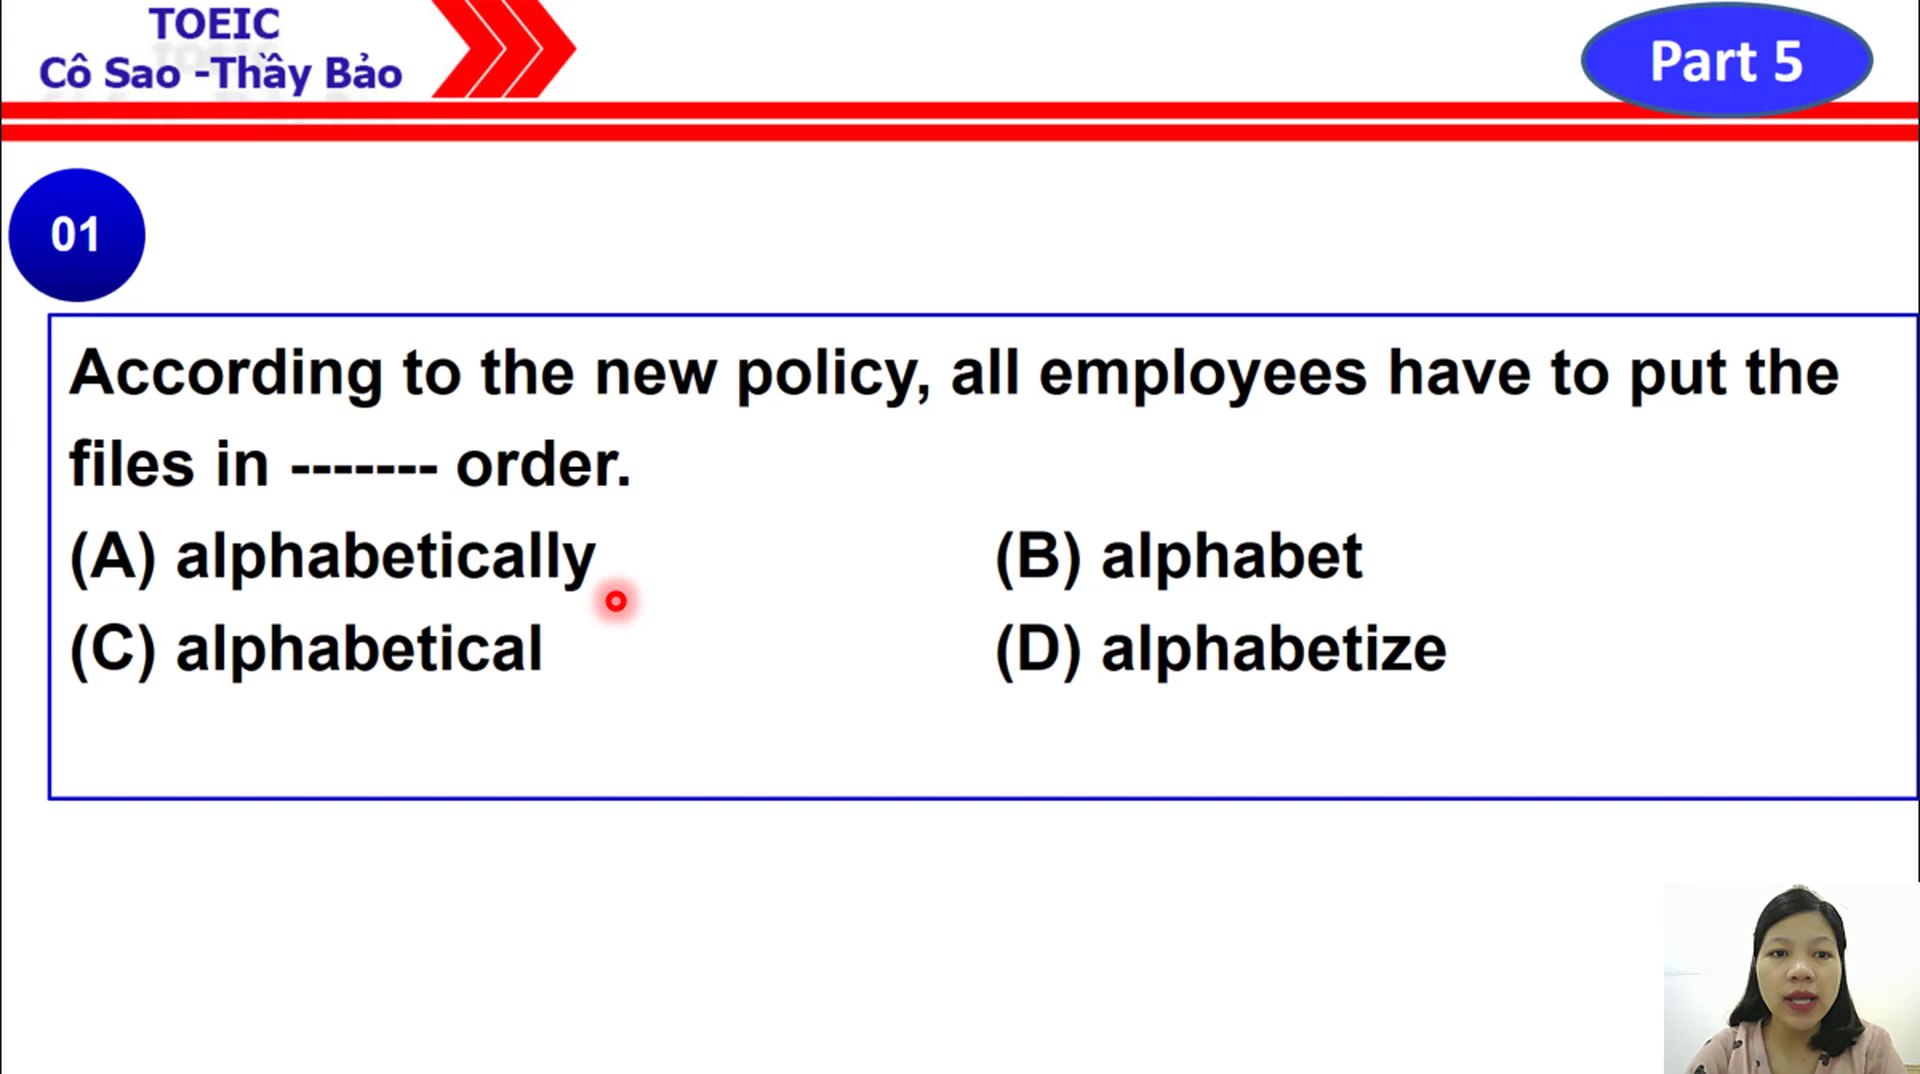 TOEIC
Cô Sao -Thầy Bảo
Part 5
01
According to the new policy, all employees have to put the
files in ------- order.
(A) alphabetically
(B) alphabet
(C) alphabetical
(D) alphabetize